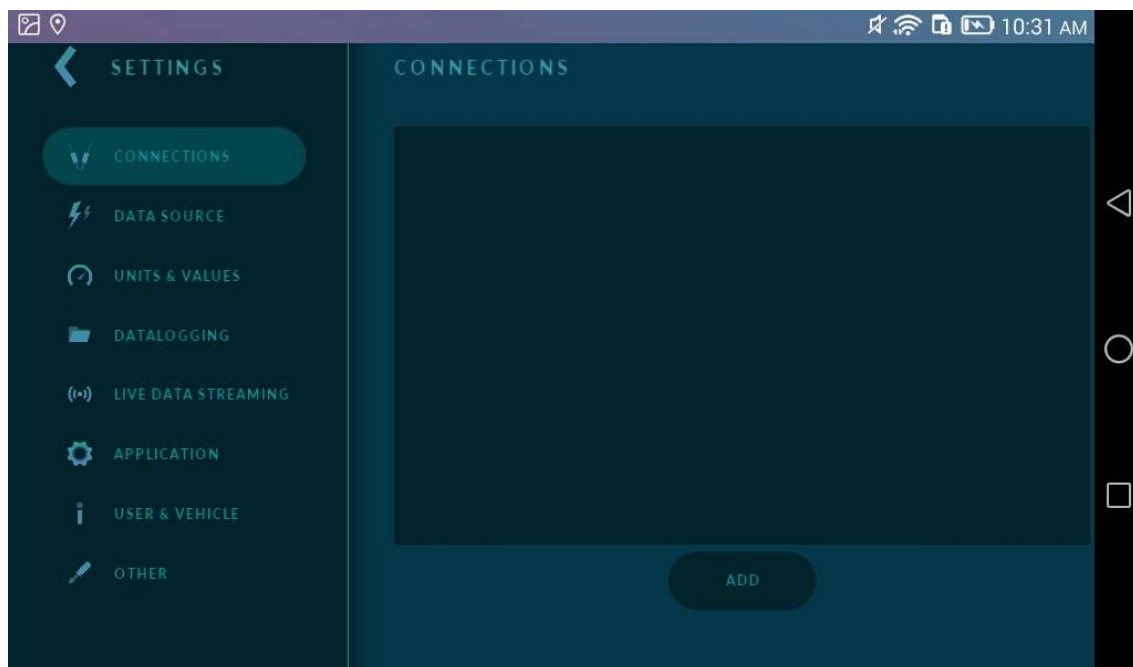 10:31 AM
SETTINGS
CONNECTIONS
CONNECTIONS
DATA SOURCE
UNITS & VALUES
DATALOGGING
LIVE DATA STREAMING
APPLICATION
USER & VEHICLE
OTHER
ADD